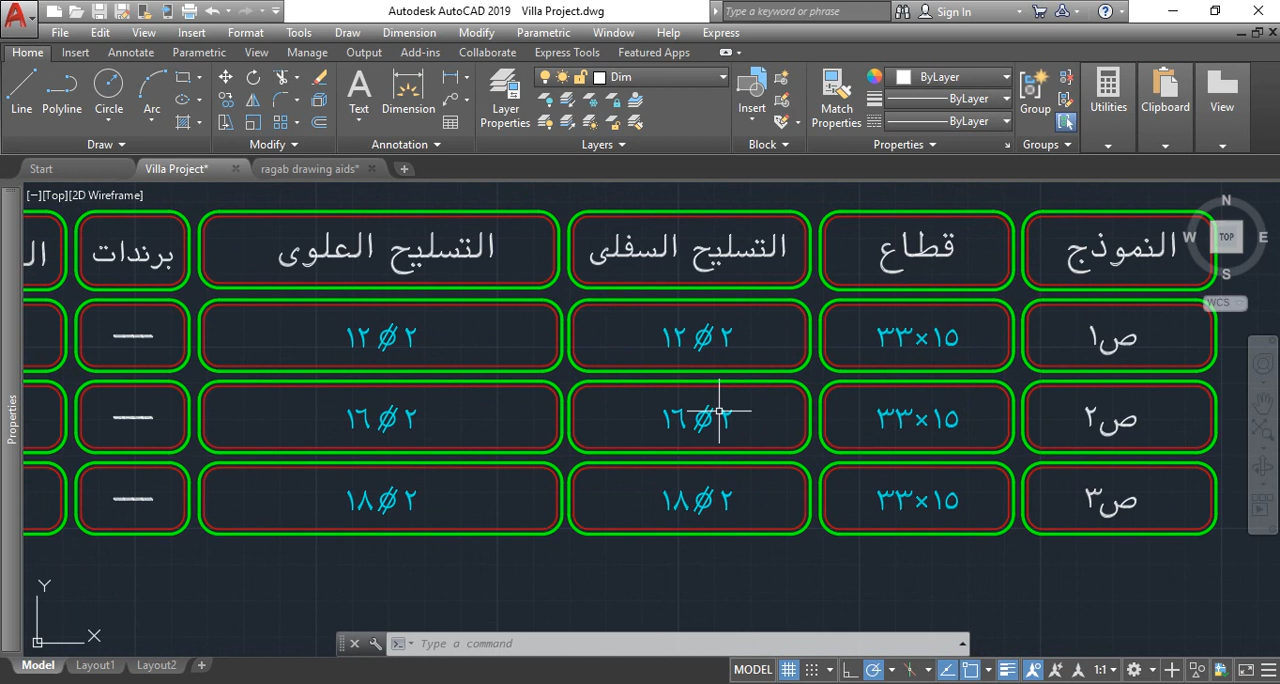 Autodesk AutoCAD 2019 Villa Project.dwg
Type a keyword or phrase
Sign In
File Edit View Insert Format Tools Draw Dimension Modify Parametric Window Help Express
Home Insert Annotate Parametric View Manage Output Add-ins Collaborate Express Tools Featured Apps
Line Polyline Circle Arc
Text Dimension
Layer Properties
Dim
Insert
Match Properties
ByLayer
ByLayer
ByLayer
Group Utilities Clipboard View
Draw Modify Annotation Layers Block Properties Groups
Start Villa Project* ragab drawing aids*
[−][Top][2D Wireframe]
N
W TOP E
S
WCS
Properties
النموذج قطاع التسليح السفلى التسليح العلوى برندات ال
ص١ ١٥×٣٣ ٢ Ø ١٢ ٢ Ø ١٢ —
ص٢ ١٥×٣٣ ٢ Ø ١٦ ٢ Ø ١٦ —
ص٣ ١٥×٣٣ ٢ Ø ١٨ ٢ Ø ١٨ —
Y
X
Type a command
Model Layout1 Layout2
MODEL 1:1